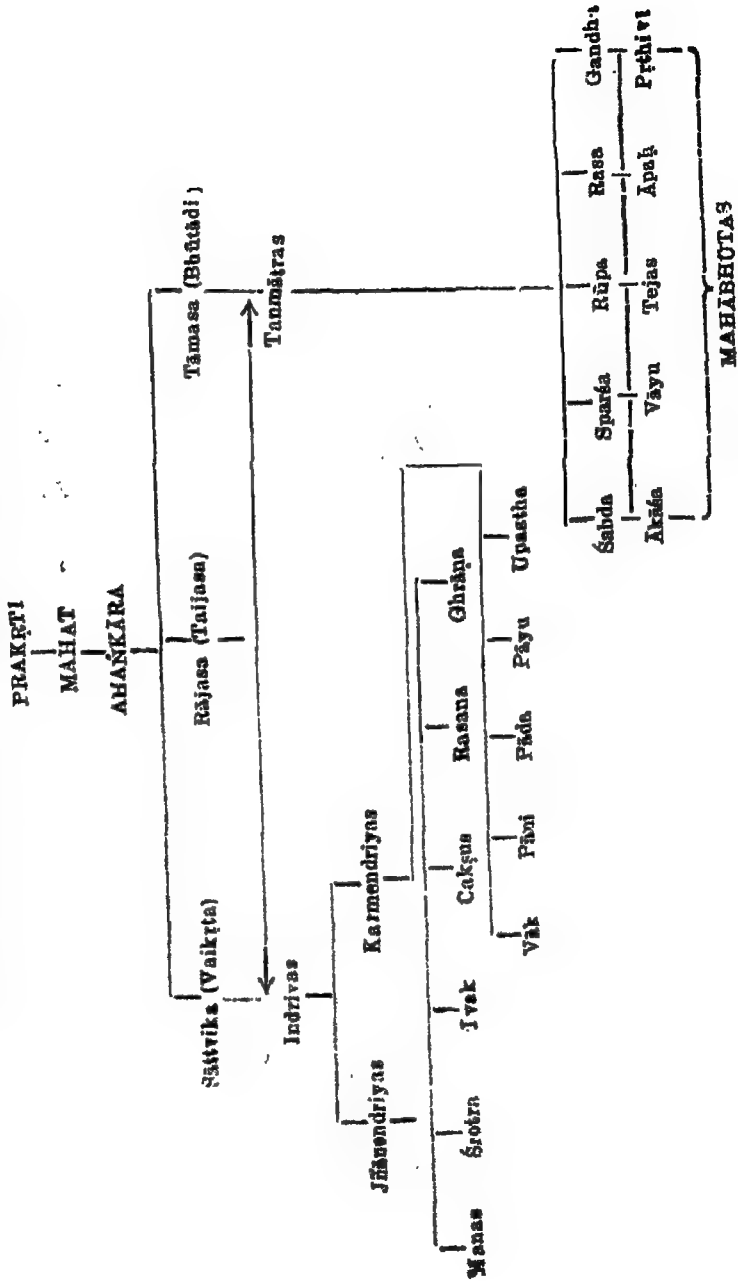 PRAKṚTI
MAHAT
AHAṄKĀRA
Sāttvika (Vaikṛta) Rājasa (Taijasa) Tāmasa (Bhūtādi)
Indriyas Tanmātras
Jñānendriyas Karmendriyas
Manas Śrotra Tvak Cakṣus Rasana Ghrāṇa
Vāk Pāṇi Pāda Pāyu Upastha
Śabda Sparśa Rūpa Rasa Gandha
Ākāśa Vāyu Tejas Āpaḥ Pṛthivī
MAHĀBHŪTAS